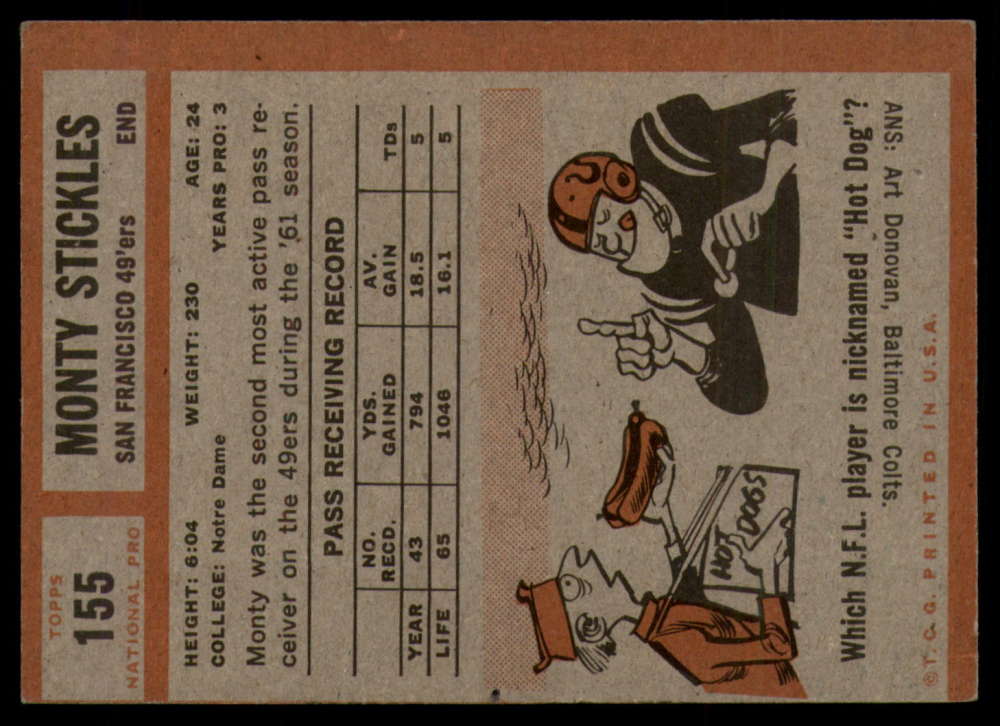 TOPPS
155
NATIONAL PRO
MONTY STICKLES
SAN FRANCISCO 49'ers END
HEIGHT: 6:04 WEIGHT: 230 AGE: 24
COLLEGE: Notre Dame YEARS PRO: 3
Monty was the second most active pass re-
ceiver on the 49ers during the '61 season.
PASS RECEIVING RECORD
NO. RECD. YDS. GAINED AV. GAIN TDs
YEAR 43 794 18.5 5
LIFE 65 1046 16.1 5
HOT
DOGS
Which N.F.L. player is nicknamed "Hot Dog"?
ANS: Art Donovan, Baltimore Colts.
© T. C. G. PRINTED IN U.S.A.